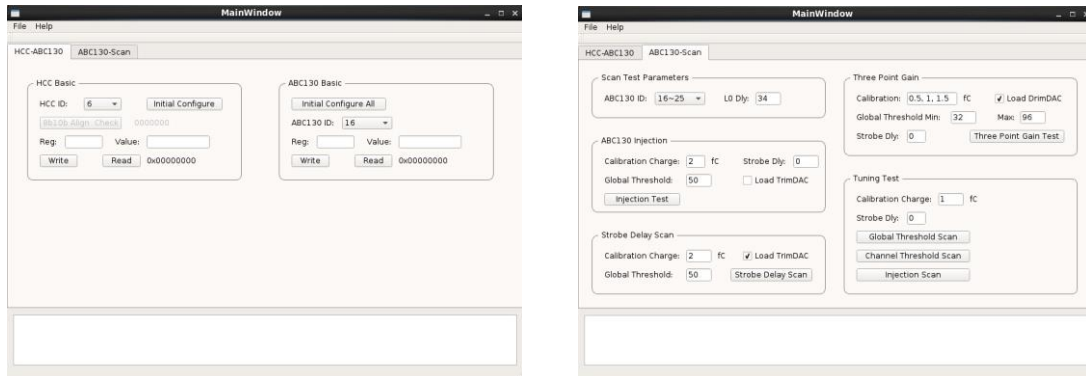 MainWindow
File Help
HCC-ABC130 ABC130-Scan
HCC Basic
HCC ID: 6 Initial Configure
8b10b Align Check 0000000
Reg: Value:
Write Read 0x00000000
ABC130 Basic
Initial Configure All
ABC130 ID: 16
Reg: Value:
Write Read 0x00000000
MainWindow
File Help
HCC-ABC130 ABC130-Scan
Scan Test Parameters
ABC130 ID: 16~25 L0 Dly: 34
ABC130 Injection
Calibration Charge: 2 fC Strobe Dly: 0
Global Threshold: 50 Load TrimDAC
Injection Test
Strobe Delay Scan
Calibration Charge: 2 fC Load TrimDAC
Global Threshold: 50 Strobe Delay Scan
Three Point Gain
Calibration: 0.5, 1, 1.5 fC Load DrimDAC
Global Threshold Min: 32 Max: 96
Strobe Dly: 0 Three Point Gain Test
Tuning Test
Calibration Charge: 1 fC
Strobe Dly: 0
Global Threshold Scan
Channel Threshold Scan
Injection Scan